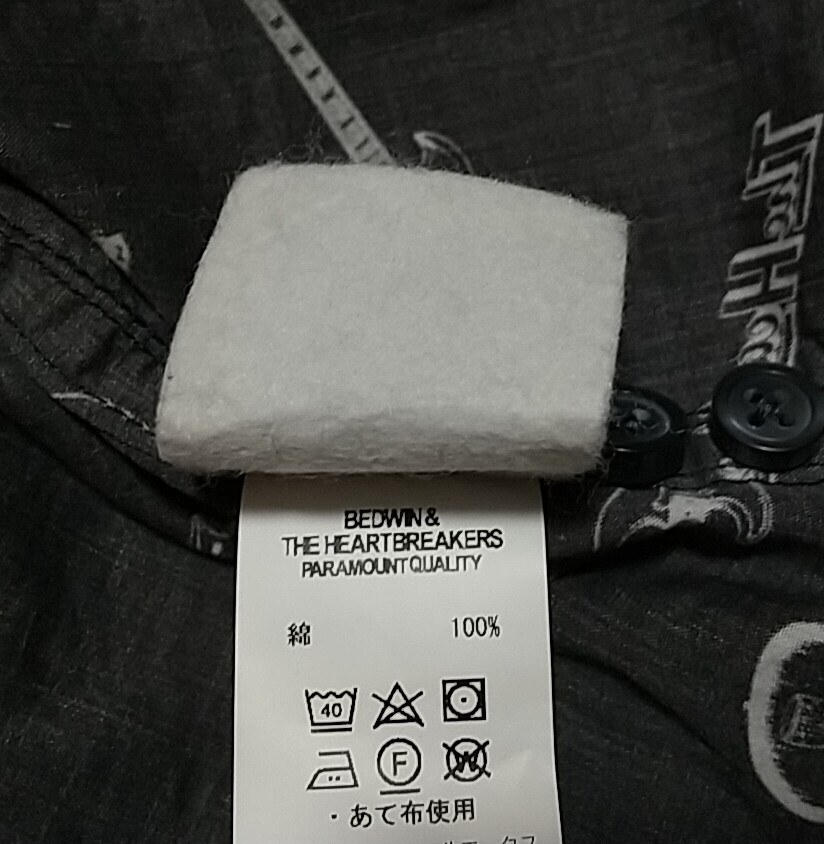 BEDWIN &
THE HEARTBREAKERS
PARAMOUNT QUALITY
綿 100%
40
F
W
・あて布使用